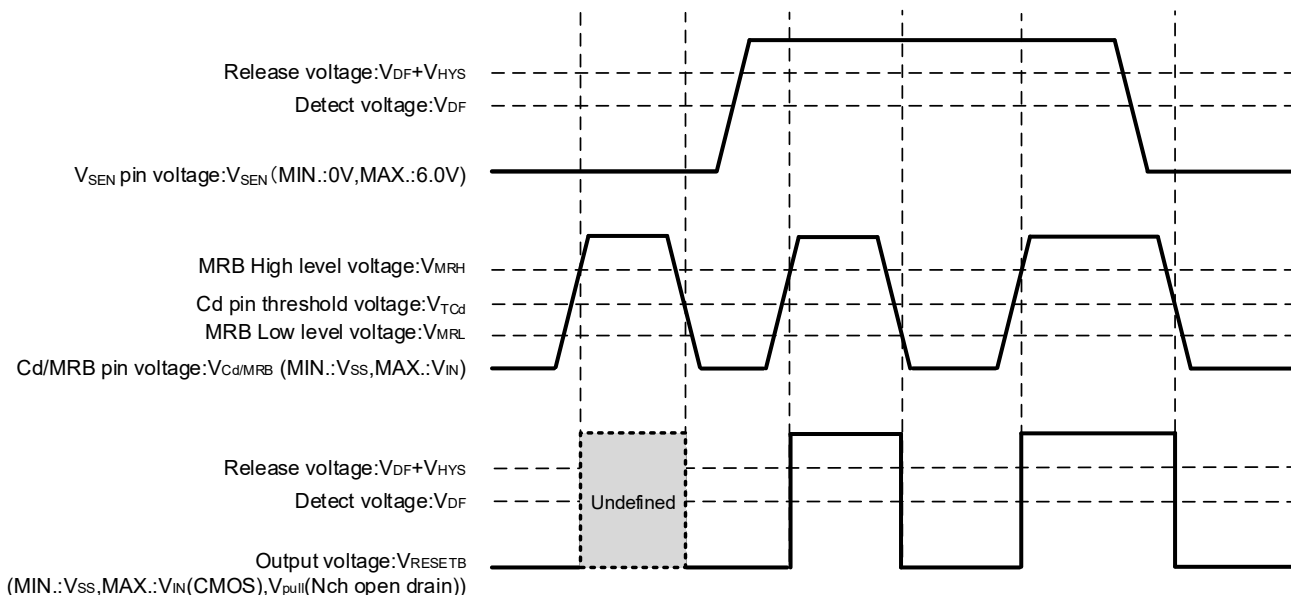 Release voltage:VDF+VHYS
Detect voltage:VDF
VSEN pin voltage:VSEN(MIN.:0V,MAX.:6.0V)
MRB High level voltage:VMRH
Cd pin threshold voltage:VTCd
MRB Low level voltage:VMRL
Cd/MRB pin voltage:VCd/MRB (MIN.:VSS,MAX.:VIN)
Release voltage:VDF+VHYS
Detect voltage:VDF
Undefined
Output voltage:VRESETB
(MIN.:VSS,MAX.:VIN(CMOS),Vpull(Nch open drain))